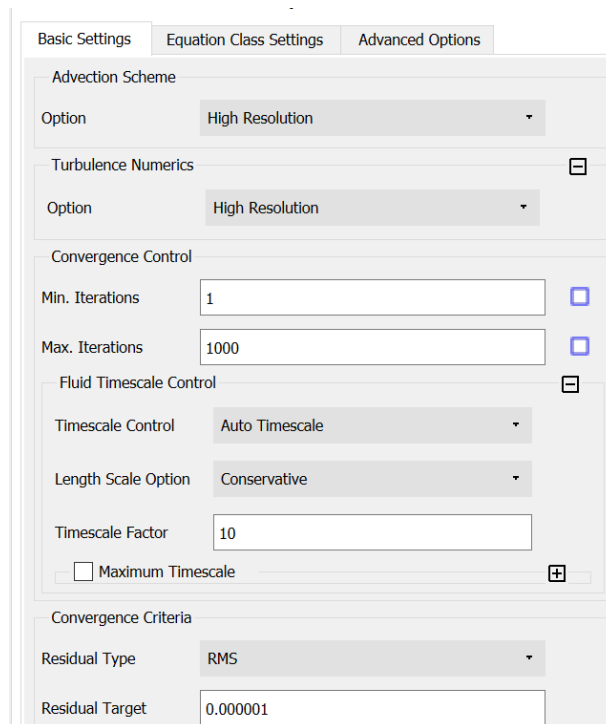 Basic Settings Equation Class Settings Advanced Options
Advection Scheme
Option High Resolution
Turbulence Numerics
Option High Resolution
Convergence Control
Min. Iterations 1
Max. Iterations 1000
Fluid Timescale Control
Timescale Control Auto Timescale
Length Scale Option Conservative
Timescale Factor 10
Maximum Timescale
Convergence Criteria
Residual Type RMS
Residual Target 0.000001